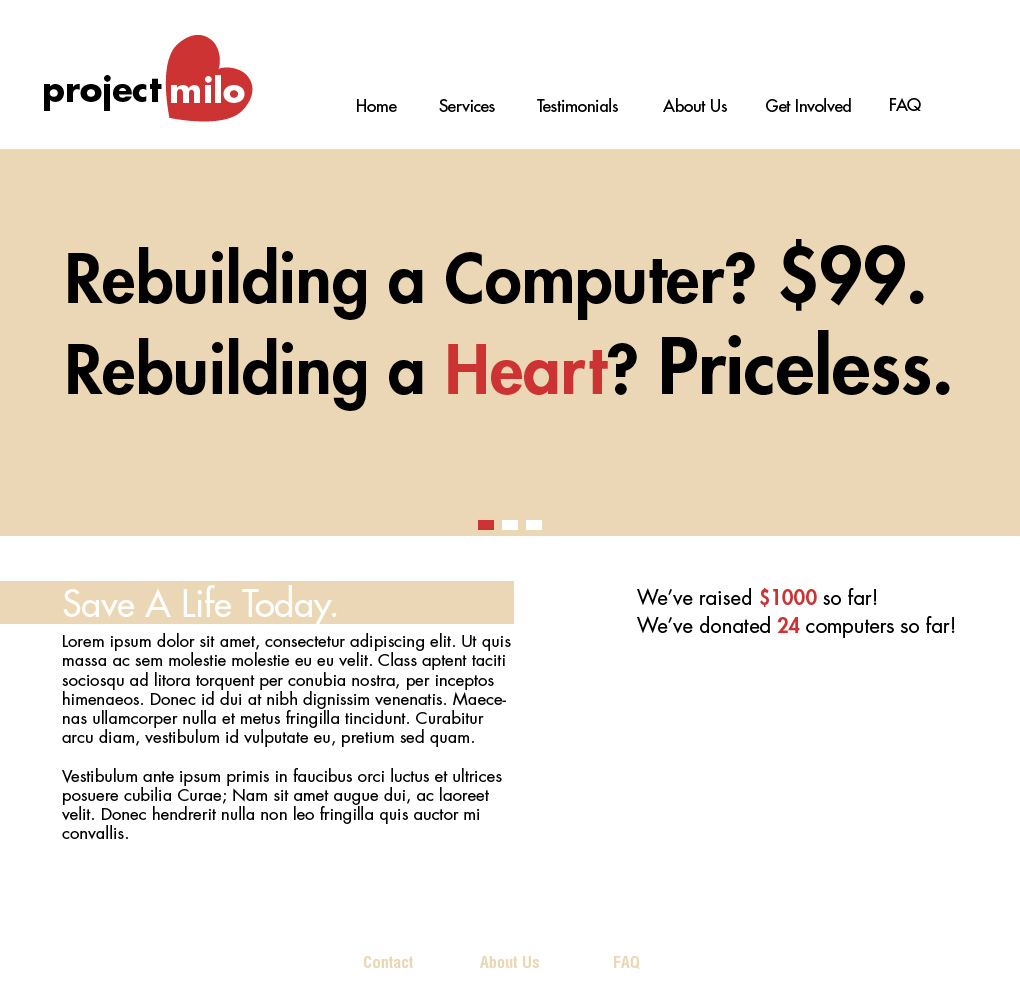 project milo
Home Services Testimonials About Us Get Involved FAQ
Rebuilding a Computer? $99.
Rebuilding a Heart? Priceless.
Save A Life Today.
Lorem ipsum dolor sit amet, consectetur adipiscing elit. Ut quis
massa ac sem molestie molestie eu eu velit. Class aptent taciti
sociosqu ad litora torquent per conubia nostra, per inceptos
himenaeos. Donec id dui at nibh dignissim venenatis. Maece-
nas ullamcorper nulla et metus fringilla tincidunt. Curabitur
arcu diam, vestibulum id vulputate eu, pretium sed quam.
Vestibulum ante ipsum primis in faucibus orci luctus et ultrices
posuere cubilia Curae; Nam sit amet augue dui, ac laoreet
velit. Donec hendrerit nulla non leo fringilla quis auctor mi
convallis.
We've raised $1000 so far!
We've donated 24 computers so far!
Contact About Us FAQ